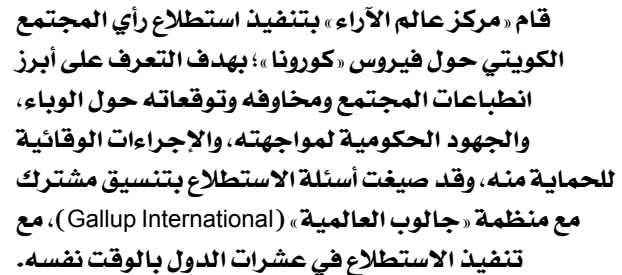 قام «مركز عالم الآراء» بتنفيذ استطلاع رأي المجتمع
الكويتي حول فيروس «كورونا»؛ بهدف التعرف على أبرز
انطباعات المجتمع ومخاوفه وتوقعاته حول الوباء،
والجهود الحكومية لمواجهته، والإجراءات الوقائية
للحماية منه، وقد صيغت أسئلة الاستطلاع بتنسيق مشترك
مع منظمة «جالوب العالمية» (Gallup International)، مع
تنفيذ الاستطلاع في عشرات الدول بالوقت نفسه.